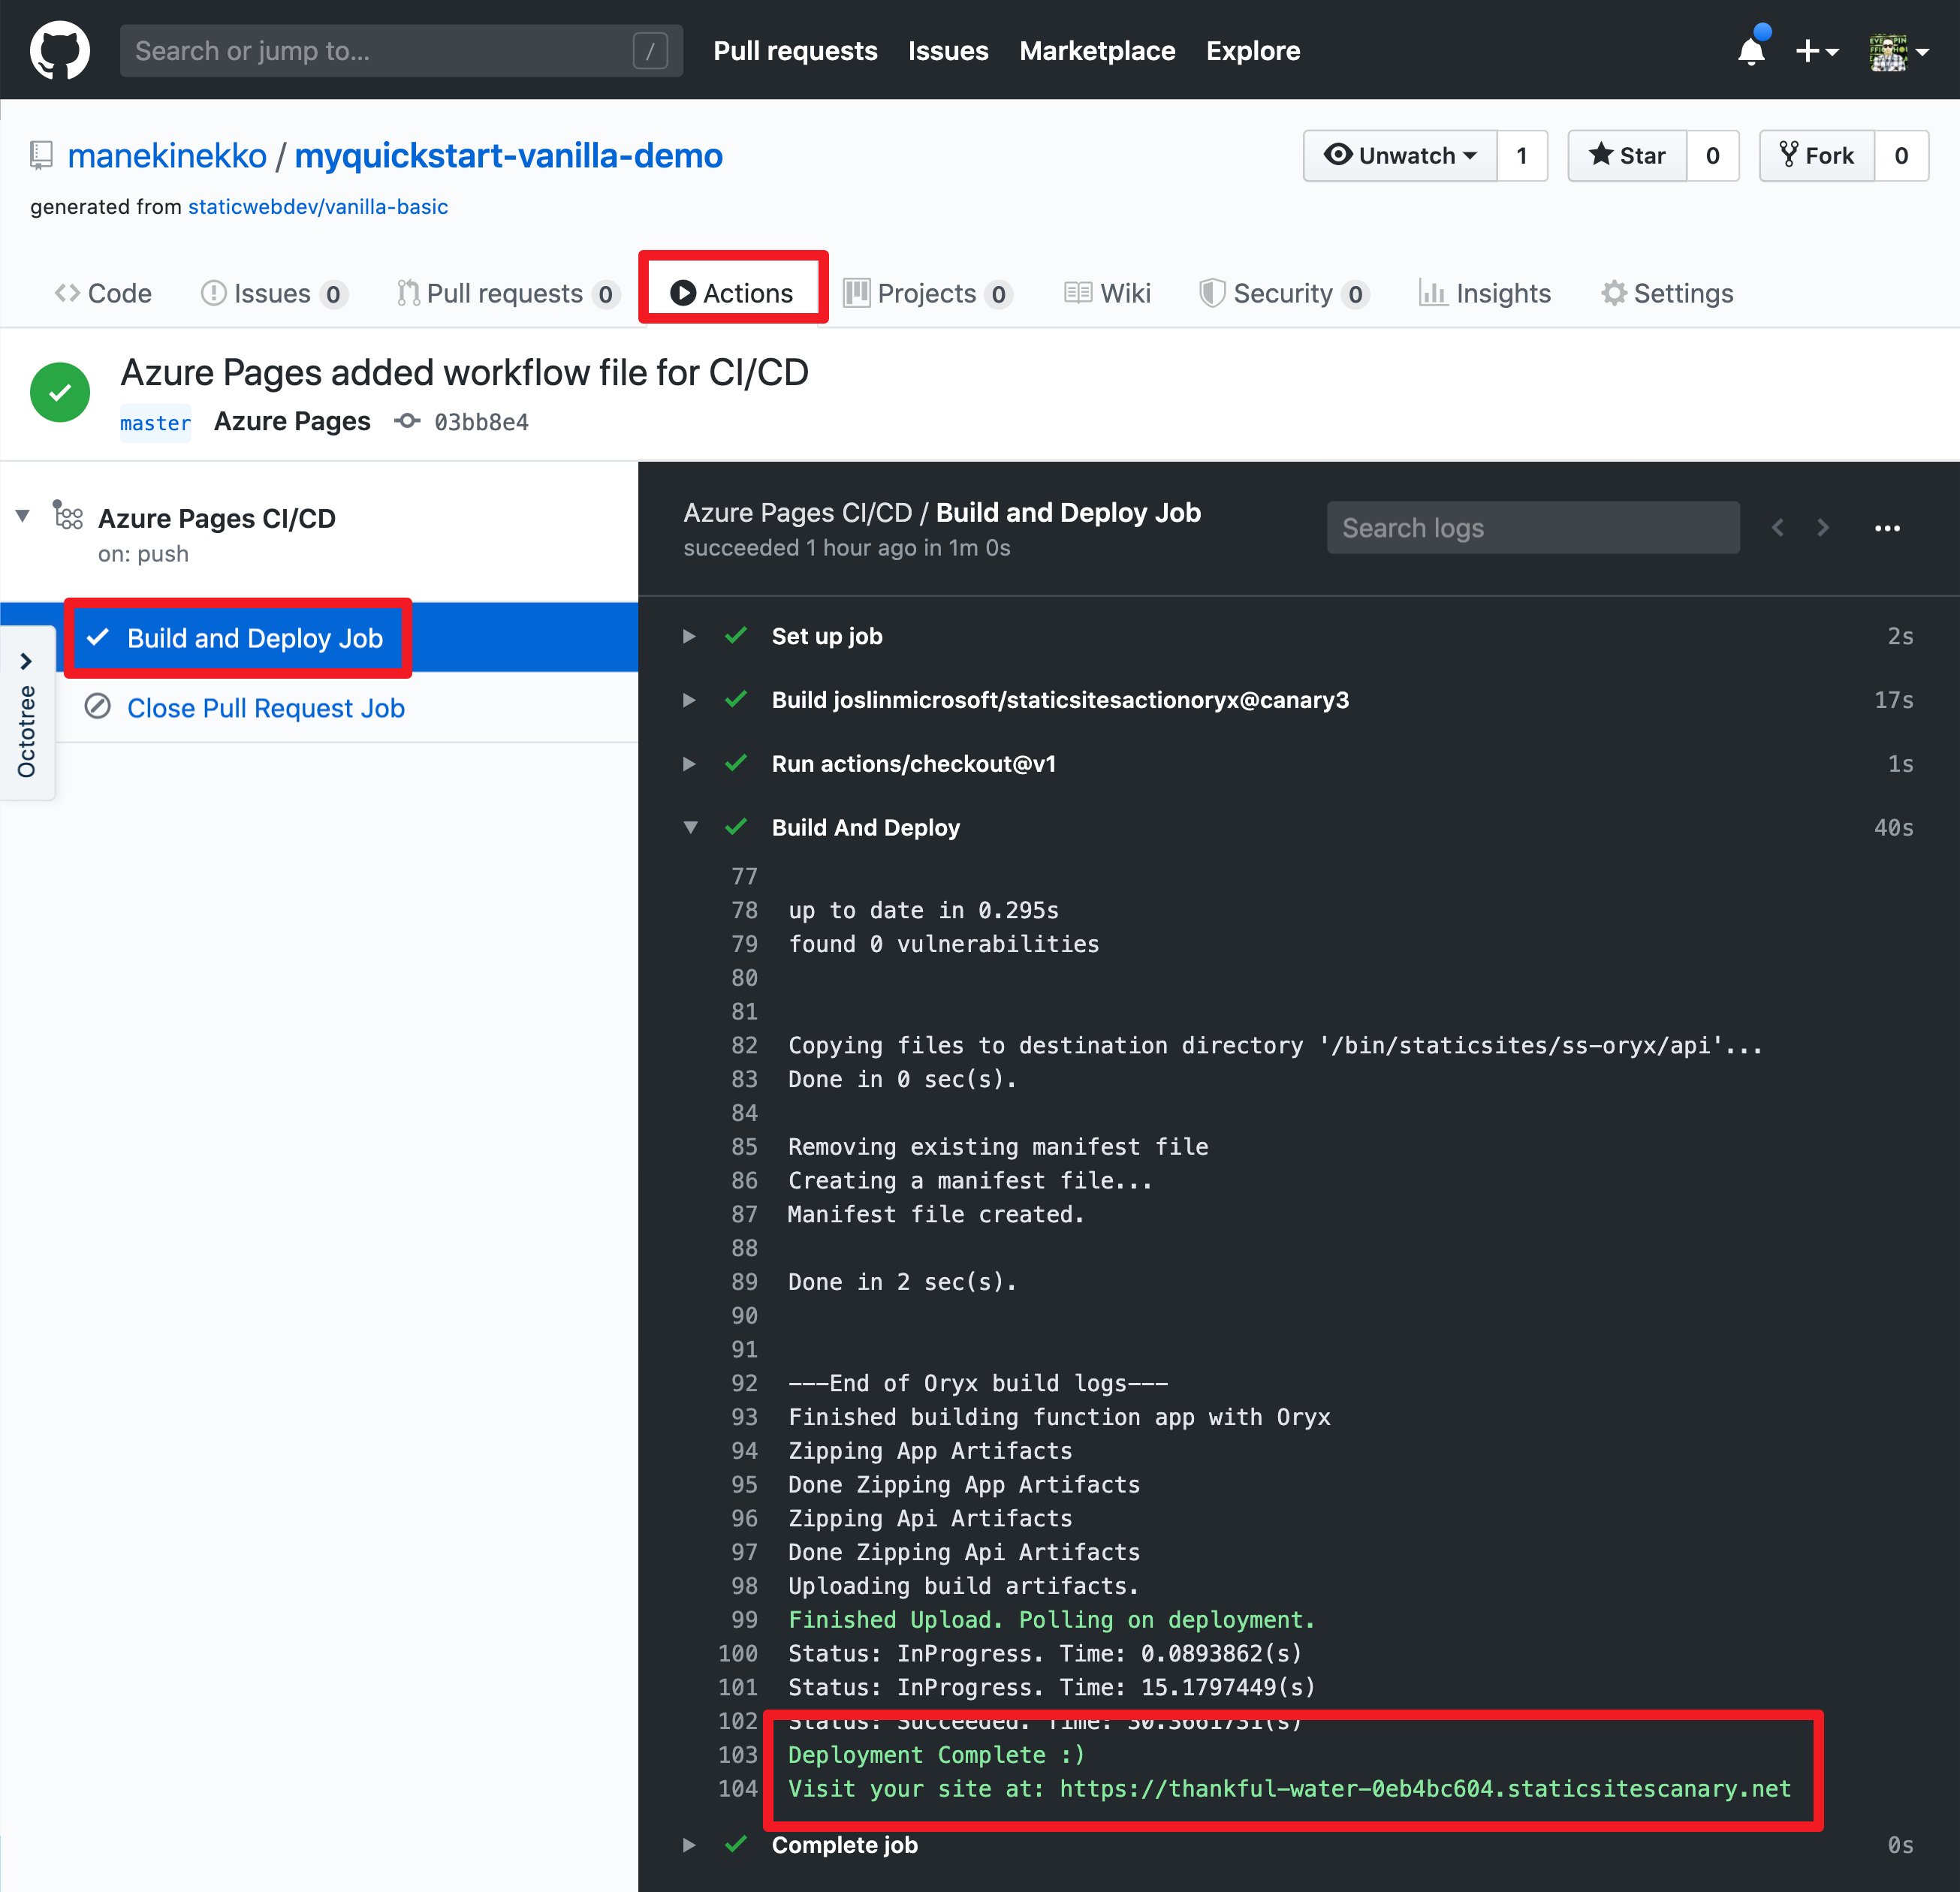 Search or jump to...
/
Pull requests
Issues
Marketplace
Explore
manekinekko / myquickstart-vanilla-demo
generated from staticwebdev/vanilla-basic
Unwatch 1
Star 0
Fork 0
Code
Issues 0
Pull requests 0
Actions
Projects 0
Wiki
Security 0
Insights
Settings
Azure Pages added workflow file for CI/CD
master Azure Pages 03bb8e4
Azure Pages CI/CD
on: push
Build and Deploy Job
Close Pull Request Job
Octotree
Azure Pages CI/CD / Build and Deploy Job
succeeded 1 hour ago in 1m 0s
Search logs
Set up job 2s
Build joslinmicrosoft/staticsitesactionoryx@canary3 17s
Run actions/checkout@v1 1s
Build And Deploy 40s
77
78 up to date in 0.295s
79 found 0 vulnerabilities
80
81
82 Copying files to destination directory '/bin/staticsites/ss-oryx/api'...
83 Done in 0 sec(s).
84
85 Removing existing manifest file
86 Creating a manifest file...
87 Manifest file created.
88
89 Done in 2 sec(s).
90
91
92 ---End of Oryx build logs---
93 Finished building function app with Oryx
94 Zipping App Artifacts
95 Done Zipping App Artifacts
96 Zipping Api Artifacts
97 Done Zipping Api Artifacts
98 Uploading build artifacts.
99 Finished Upload. Polling on deployment.
100 Status: InProgress. Time: 0.0893862(s)
101 Status: InProgress. Time: 15.1797449(s)
102 Status: Succeeded. Time: 30.3661731(s)
103 Deployment Complete :)
104 Visit your site at: https://thankful-water-0eb4bc604.staticsitescanary.net
Complete job 0s